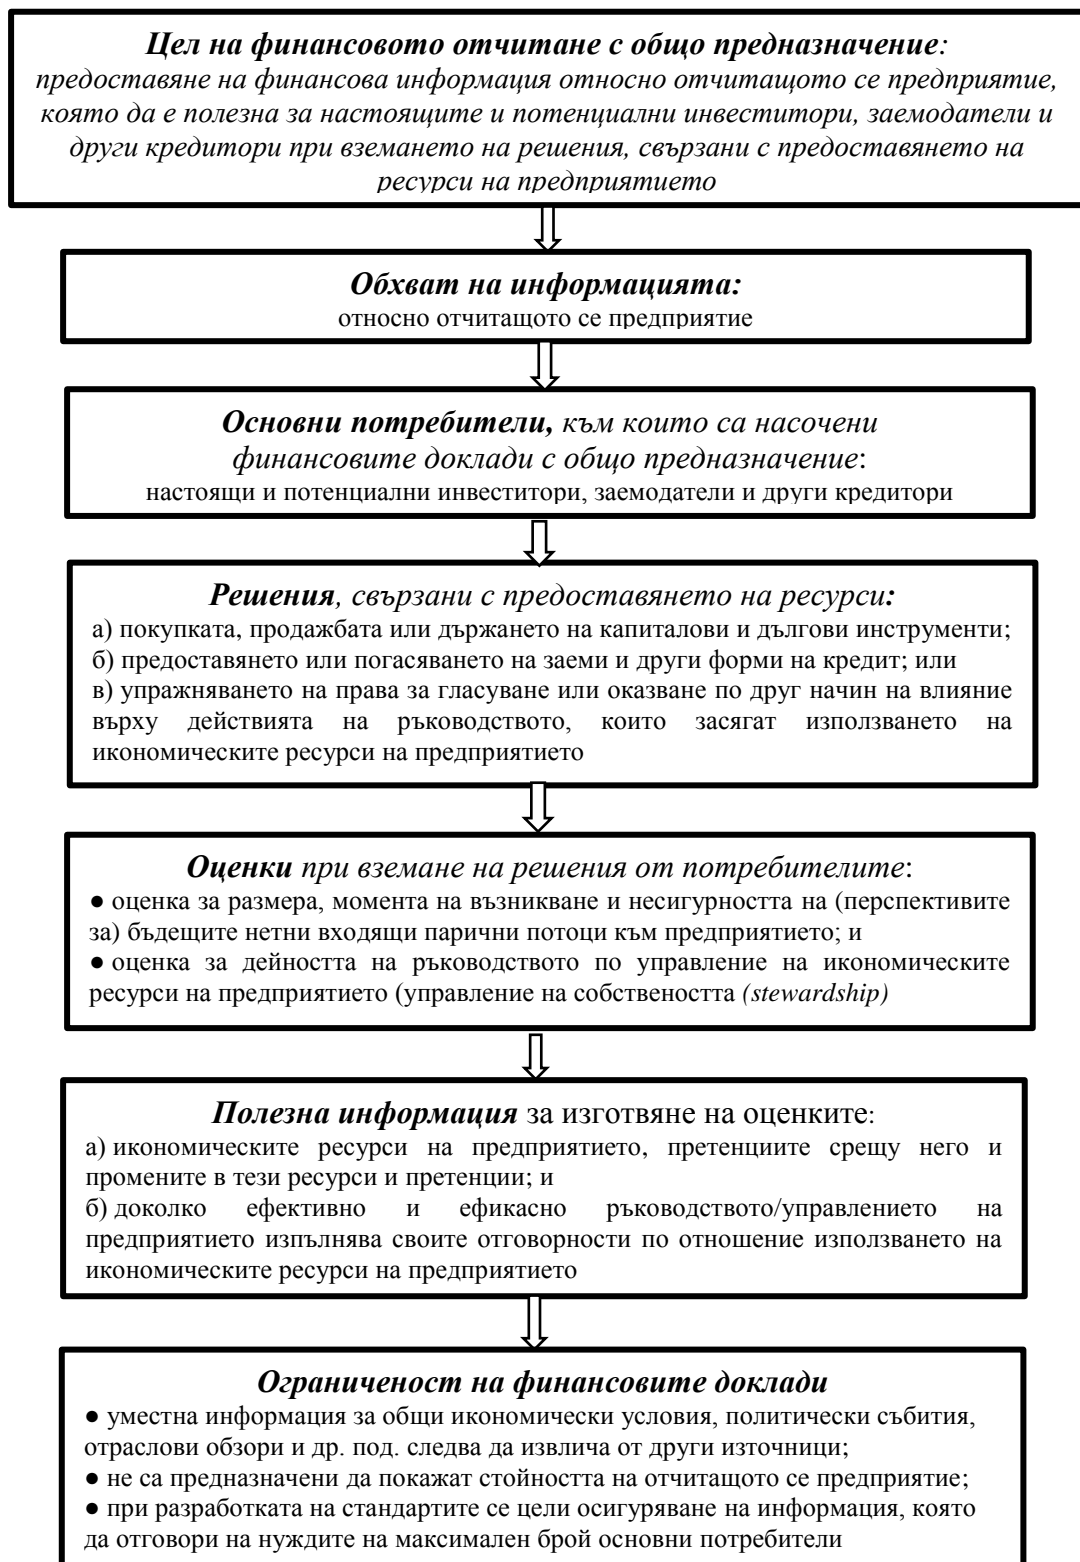 Цел на финансовото отчитане с общо предназначение:
предоставяне на финансова информация относно отчитащото се предприятие,
която да е полезна за настоящите и потенциални инвеститори, заемодатели и
други кредитори при вземането на решения, свързани с предоставянето на
ресурси на предприятието
Обхват на информацията:
относно отчитащото се предприятие
Основни потребители, към които са насочени
финансовите доклади с общо предназначение:
настоящи и потенциални инвеститори, заемодатели и други кредитори
Решения, свързани с предоставянето на ресурси:
а) покупката, продажбата или държането на капиталови и дългови инструменти;
б) предоставянето или погасяването на заеми и други форми на кредит; или
в) упражняването на права за гласуване или оказване по друг начин на влияние
върху действията на ръководството, които засягат използването на
икономическите ресурси на предприятието
Оценки при вземане на решения от потребителите:
● оценка за размера, момента на възникване и несигурността на (перспективите
за) бъдещите нетни входящи парични потоци към предприятието; и
● оценка за дейността на ръководството по управление на икономическите
ресурси на предприятието (управление на собствеността (stewardship)
Полезна информация за изготвяне на оценките:
а) икономическите ресурси на предприятието, претенциите срещу него и
промените в тези ресурси и претенции; и
б) доколко ефективно и ефикасно ръководството/управлението на
предприятието изпълнява своите отговорности по отношение използването на
икономическите ресурси на предприятието
Ограниченост на финансовите доклади
● уместна информация за общи икономически условия, политически събития,
отраслови обзори и др. под. следва да извлича от други източници;
● не са предназначени да покажат стойността на отчитащото се предприятие;
● при разработката на стандартите се цели осигуряване на информация, която
да отговори на нуждите на максимален брой основни потребители